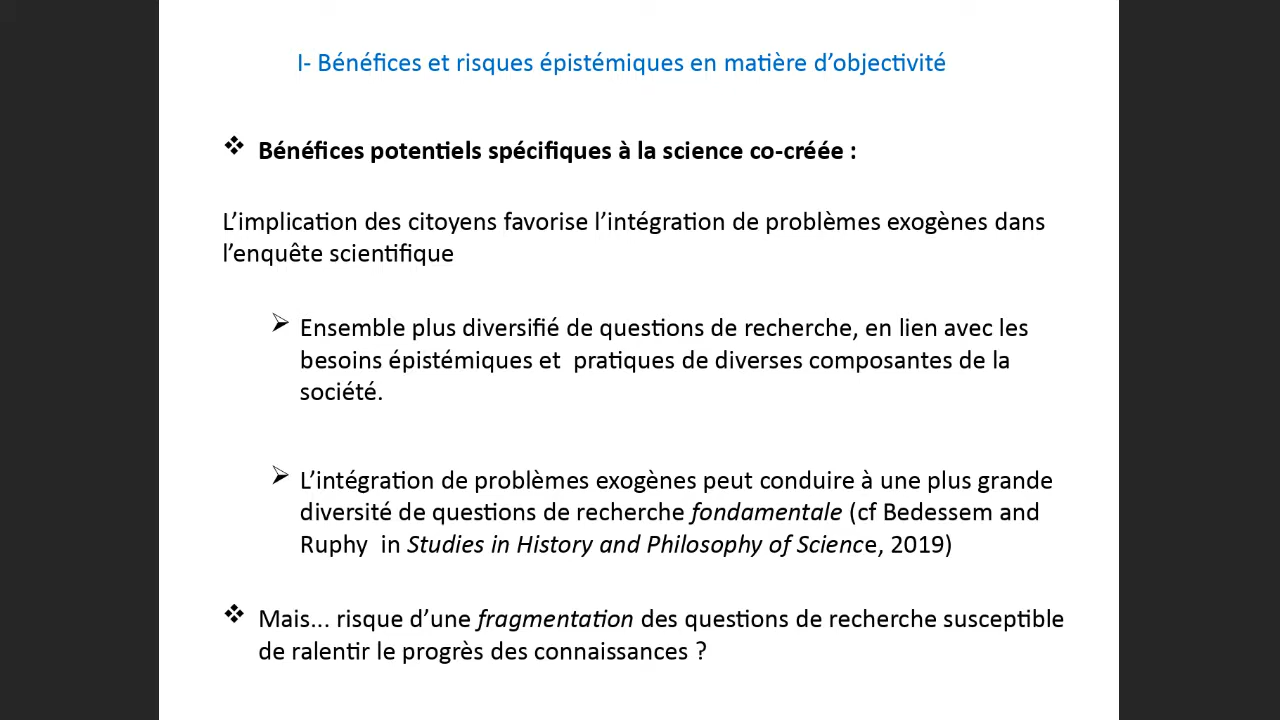 I- Bénéfices et risques épistémiques en matière d’objectivité
❖ Bénéfices potentiels spécifiques à la science co-créée :
L’implication des citoyens favorise l’intégration de problèmes exogènes dans
l’enquête scientifique
➢ Ensemble plus diversifié de questions de recherche, en lien avec les
besoins épistémiques et  pratiques de diverses composantes de la
société.
➢ L’intégration de problèmes exogènes peut conduire à une plus grande
diversité de questions de recherche fondamentale (cf Bedessem and
Ruphy  in Studies in History and Philosophy of Science, 2019)
❖ Mais... risque d’une fragmentation des questions de recherche susceptible
de ralentir le progrès des connaissances ?